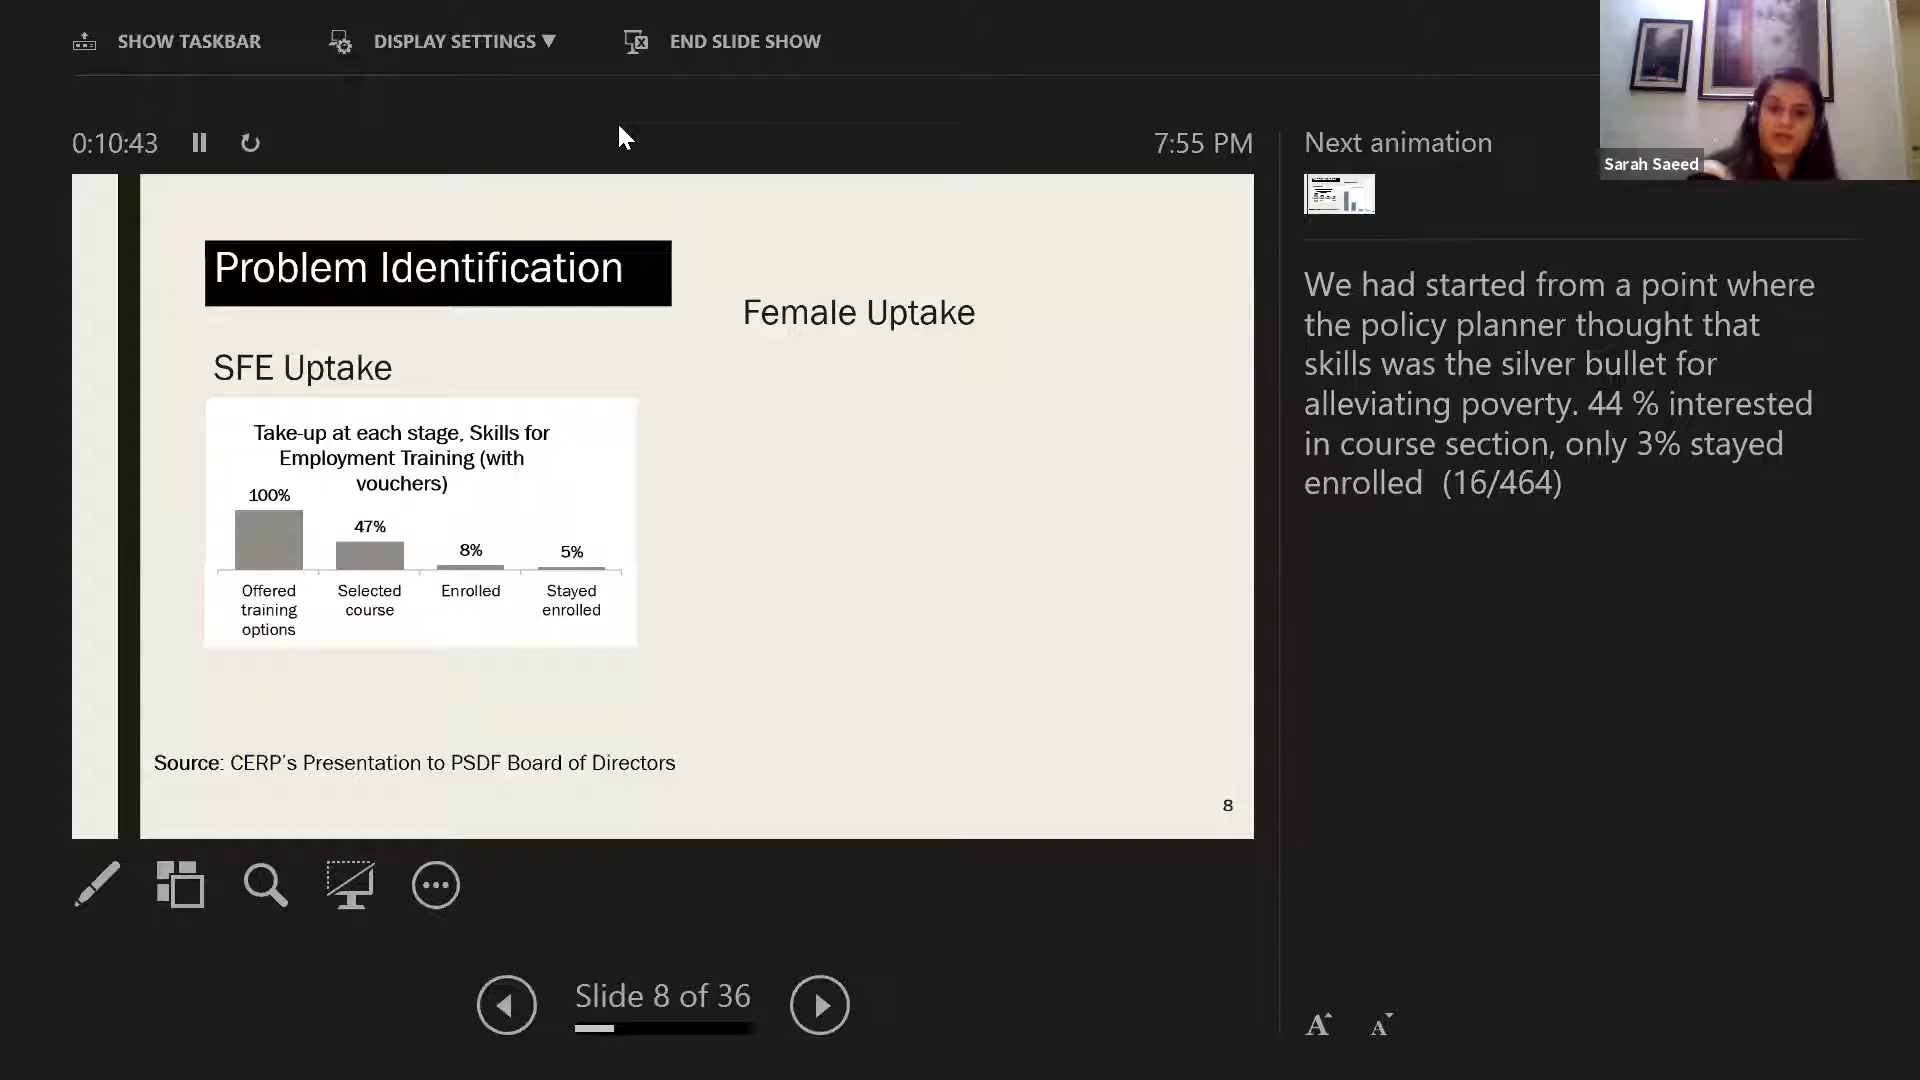 SHOW TASKBAR
DISPLAY SETTINGS ▼
END SLIDE SHOW
0:10:43
7:55 PM
Next animation
Sarah Saeed
Problem Identification
Female Uptake
SFE Uptake
Take-up at each stage, Skills for
Employment Training (with
vouchers)
100%
47%
8%
5%
Offered
training
options
Selected
course
Enrolled
Stayed
enrolled
Source: CERP's Presentation to PSDF Board of Directors
8
We had started from a point where
the policy planner thought that
skills was the silver bullet for
alleviating poverty. 44 % interested
in course section, only 3% stayed
enrolled (16/464)
Slide 8 of 36
A A